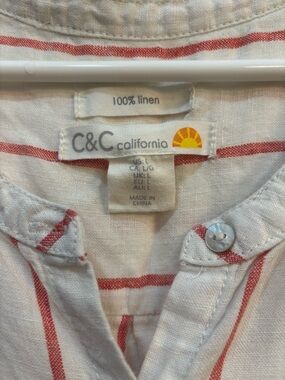 100% linen
C&C california
US: L
CA: L/G
UK: L
EU: L
AU: L
MADE IN
CHINA